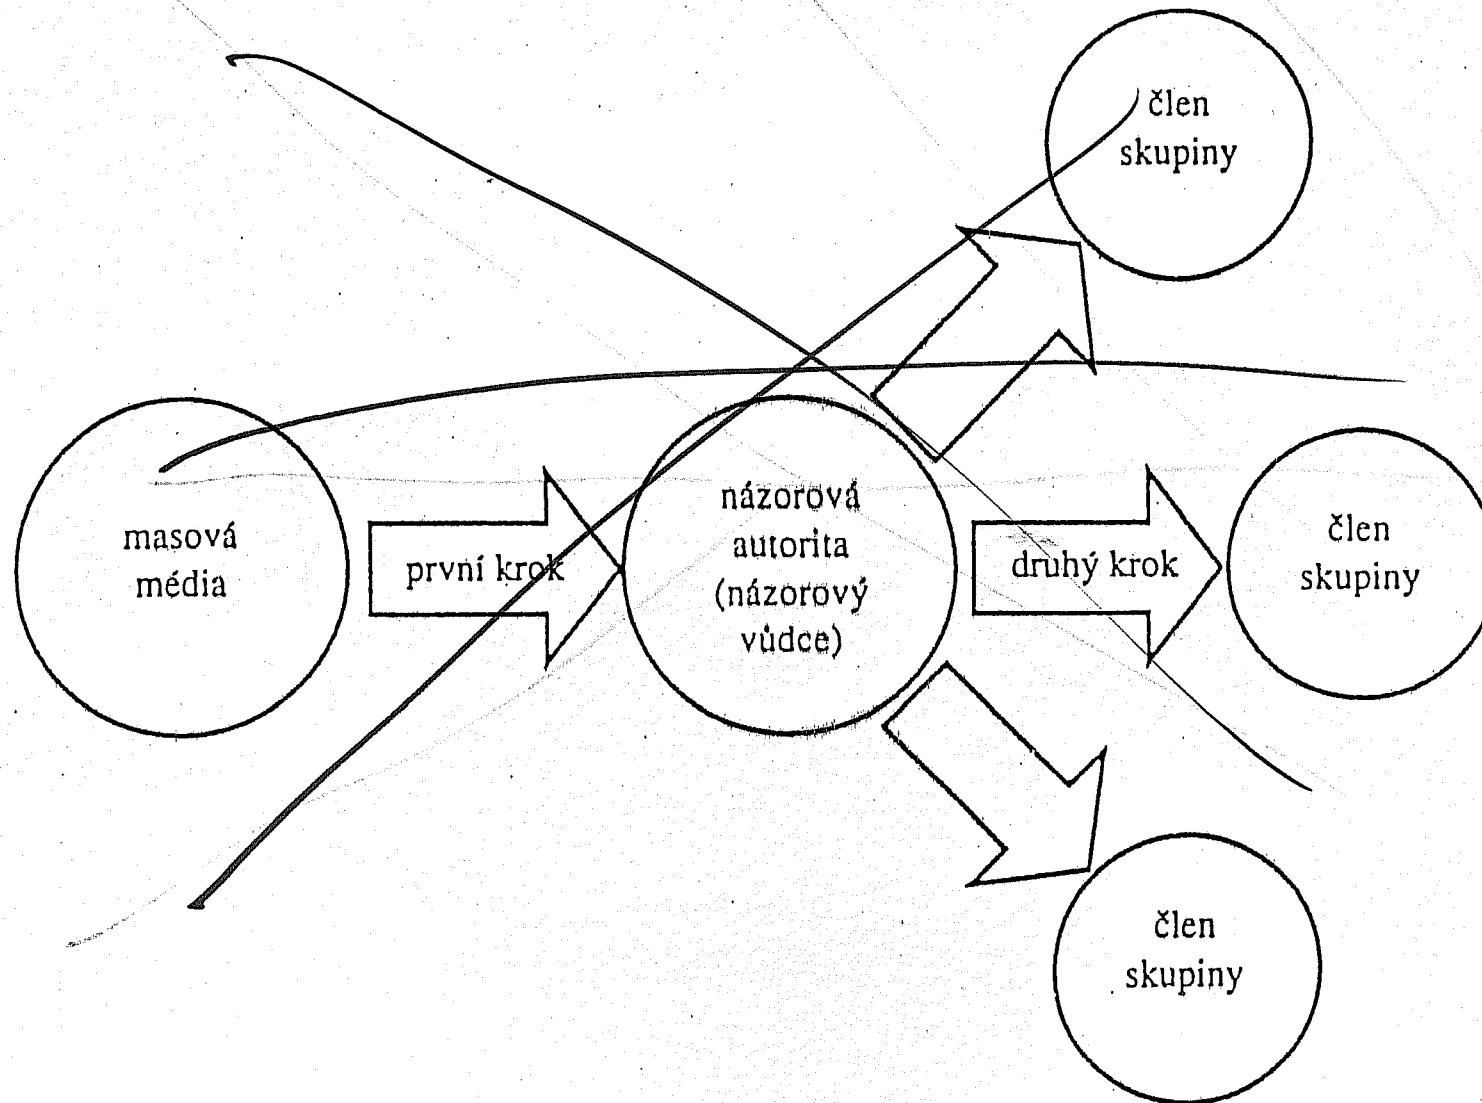 člen
skupiny
masová
média
první krok
názorová
autorita
(názorový
vůdce)
druhý krok
člen
skupiny
člen
skupiny